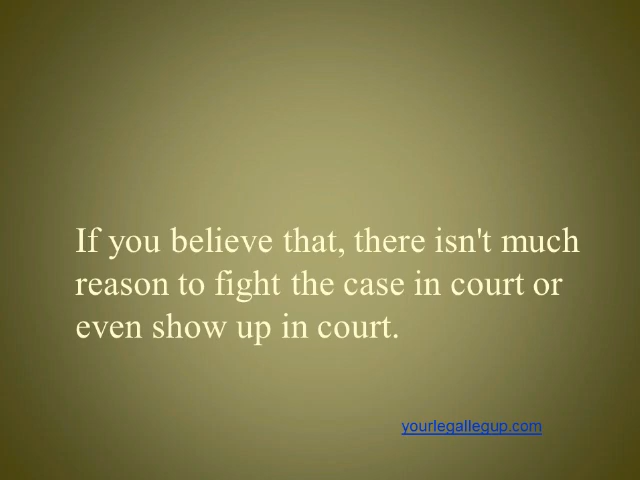 If you believe that, there isn't much
reason to fight the case in court or
even show up in court.
yourlegallegup.com